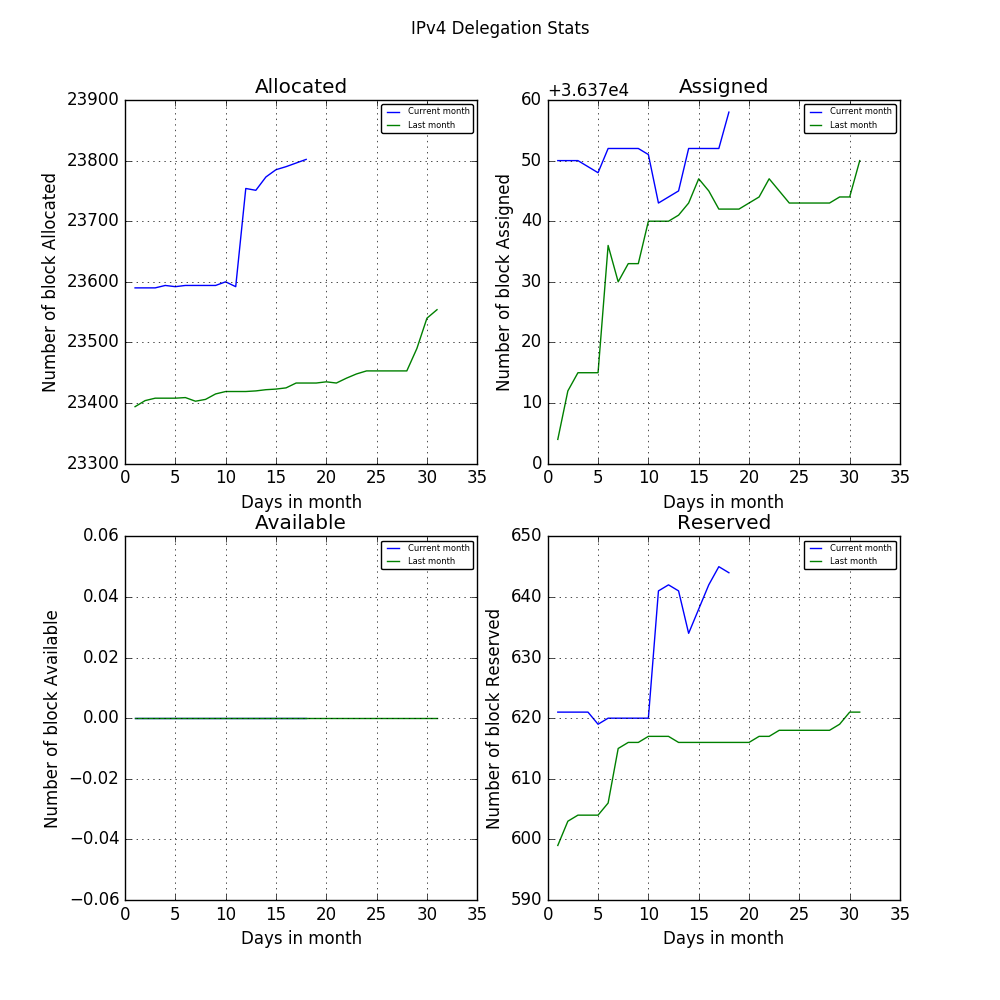 IPv4 Delegation Stats
Allocated
Number of block Allocated
23900
23800
23700
23600
23500
23400
23300
Current month
Last month
0 5 10 15 20 25 30 35
Days in month
Assigned
+3.637e4
Number of block Assigned
60
50
40
30
20
10
0
Current month
Last month
0 5 10 15 20 25 30 35
Days in month
Available
Number of block Available
0.06
0.04
0.02
0.00
−0.02
−0.04
−0.06
Current month
Last month
0 5 10 15 20 25 30 35
Days in month
Reserved
Number of block Reserved
650
640
630
620
610
600
590
Current month
Last month
0 5 10 15 20 25 30 35
Days in month